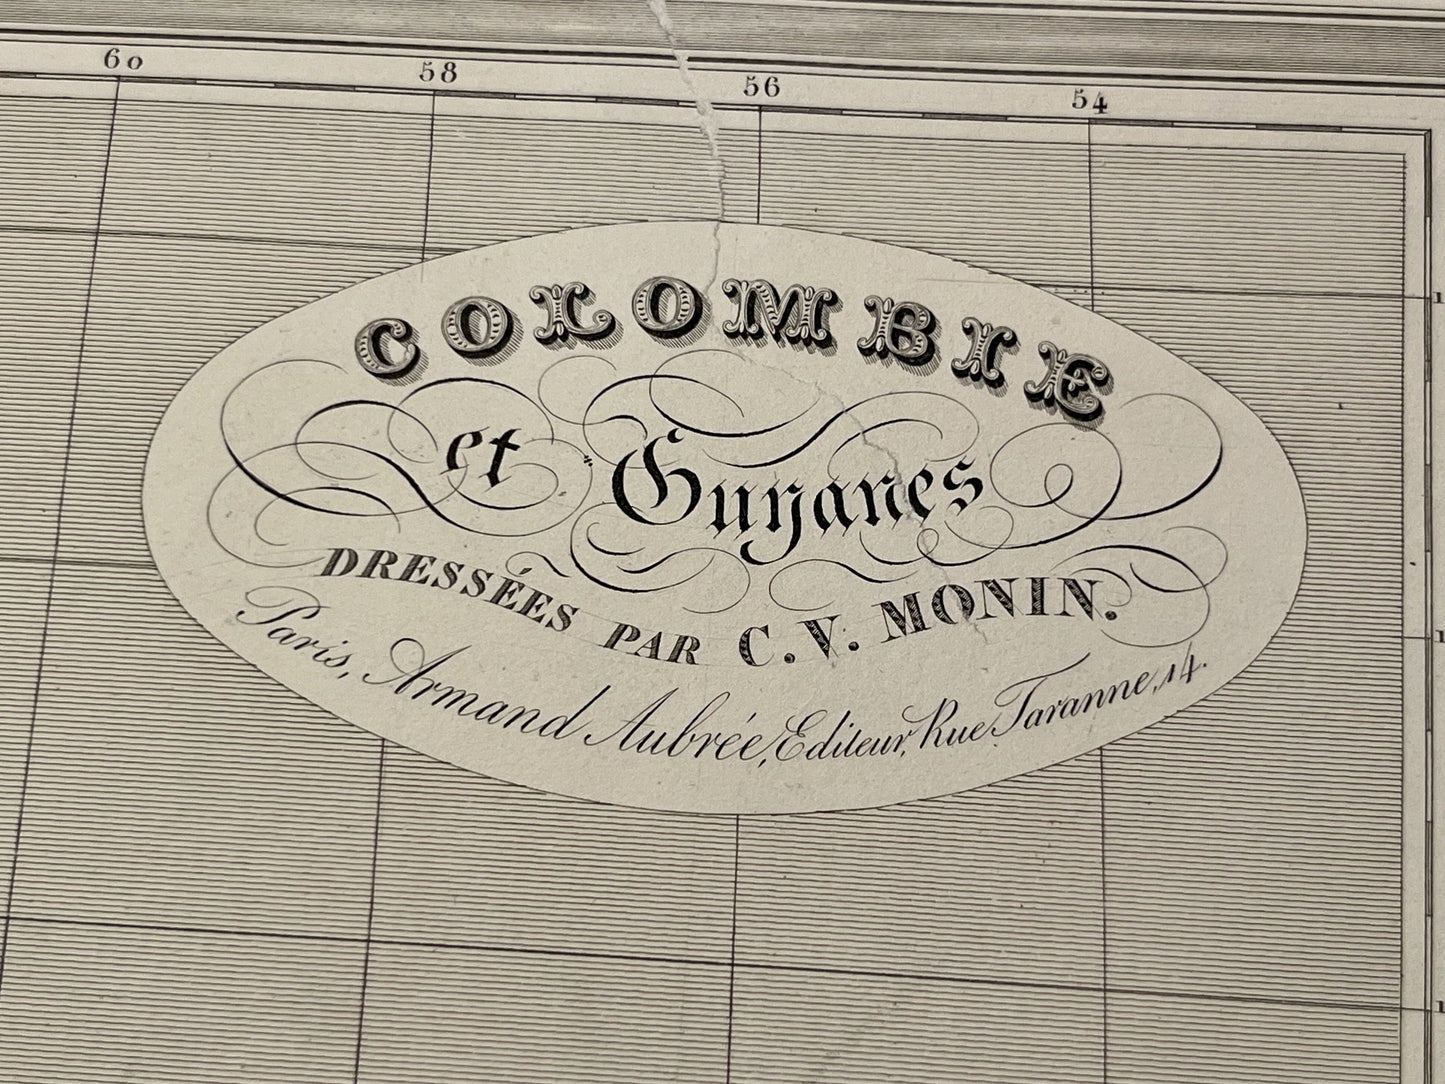 60 58 56 54
COLOMBIE
et Guyanes
DRESSÉES PAR C. V. MONIN.
Paris, Armand Aubrée, Editeur, Rue Taranne, 14.